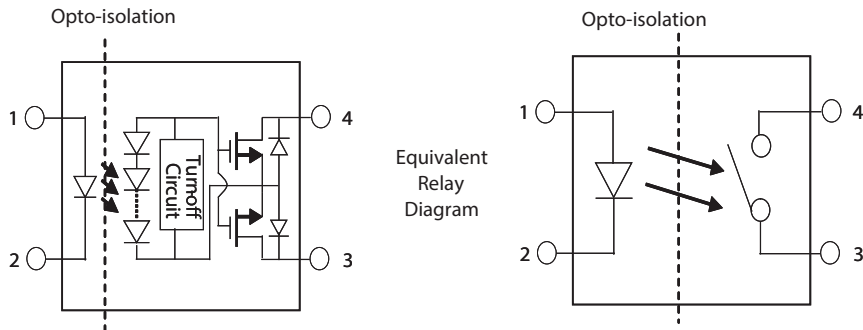 Opto-isolation
1
2
Turnoff
Circuit
4
3
Equivalent
Relay
Diagram
Opto-isolation
1
2
4
3